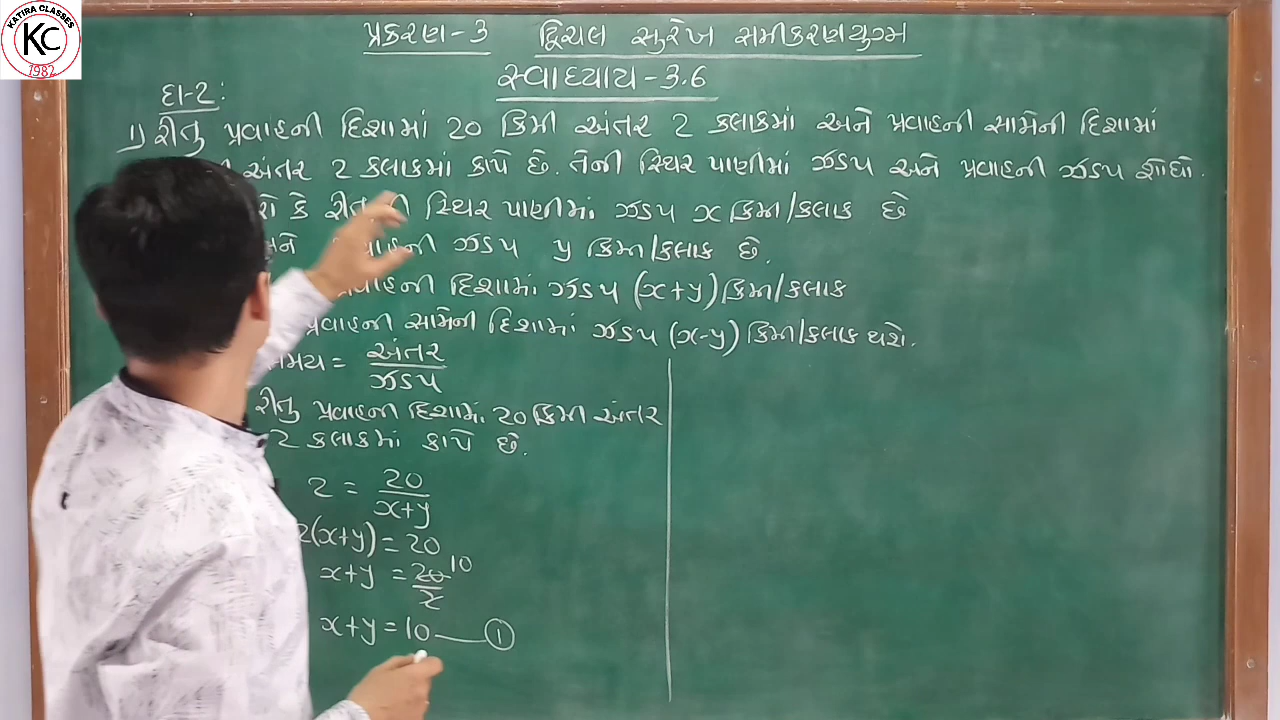 KATIRA CLASSES
KC
1982
પ્રકરણ-3 દ્વિચલ સુરેખ સમીકરણયુગ્મ
સ્વાધ્યાય-3.6
દા-2:
1) રીતુ પ્રવાહની દિશામાં 20 કિમી અંતર 2 કલાકમાં અને પ્રવાહની સામેની દિશામાં
અંતર 2 કલાકમાં કાપે છે. તેની સ્થિર પાણીમાં ઝડપ અને પ્રવાહની ઝડપ શોધો.
કે સ્થિર પાણીમાં ઝડપ x કિમી/કલાક છે
ઝડપ y કિમી/કલાક છે.
દિશામાં ઝડપ (x+y) કિમી/કલાક
પ્રવાહની સામેની દિશામાં ઝડપ (x-y) કિમી/કલાક થશે.
= અંતર/ઝડપ
રીતુ પ્રવાહની દિશામાં 20 કિમી અંતર
2 કલાકમાં કાપે છે.
2 = 20/x+y
2(x+y) = 20
x+y = 20/2 10
x+y = 10 ——①